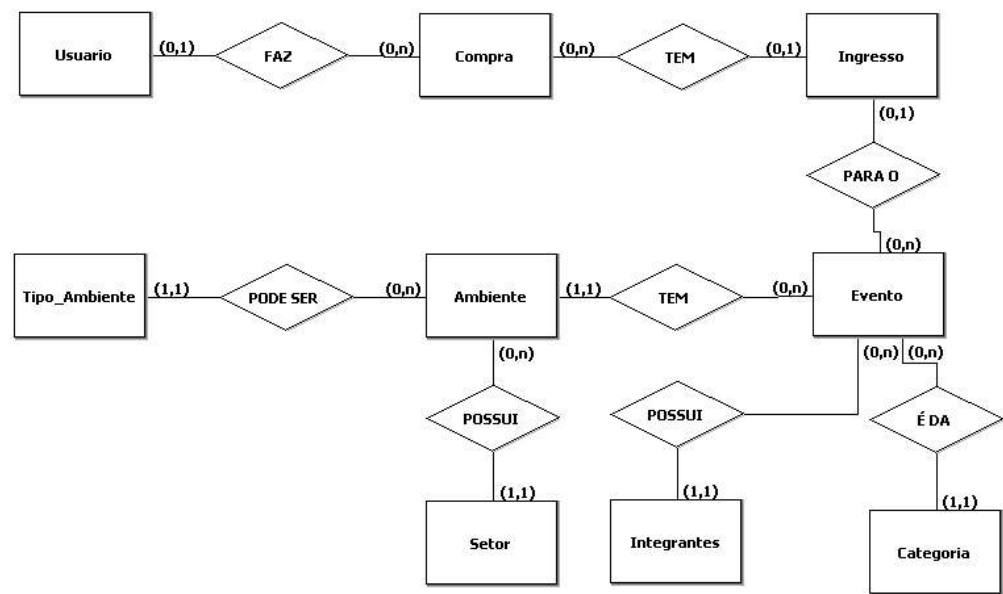 Usuario (0,1) FAZ (0,n) Compra (0,n) TEM (0,1) Ingresso
(0,1)
PARA O
(0,n)
Tipo_Ambiente (1,1) PODE SER (0,n) Ambiente (1,1) TEM (0,n) Evento
(0,n) (0,n) (0,n)
POSSUI POSSUI É DA
(1,1) (1,1) (1,1)
Setor Integrantes Categoria